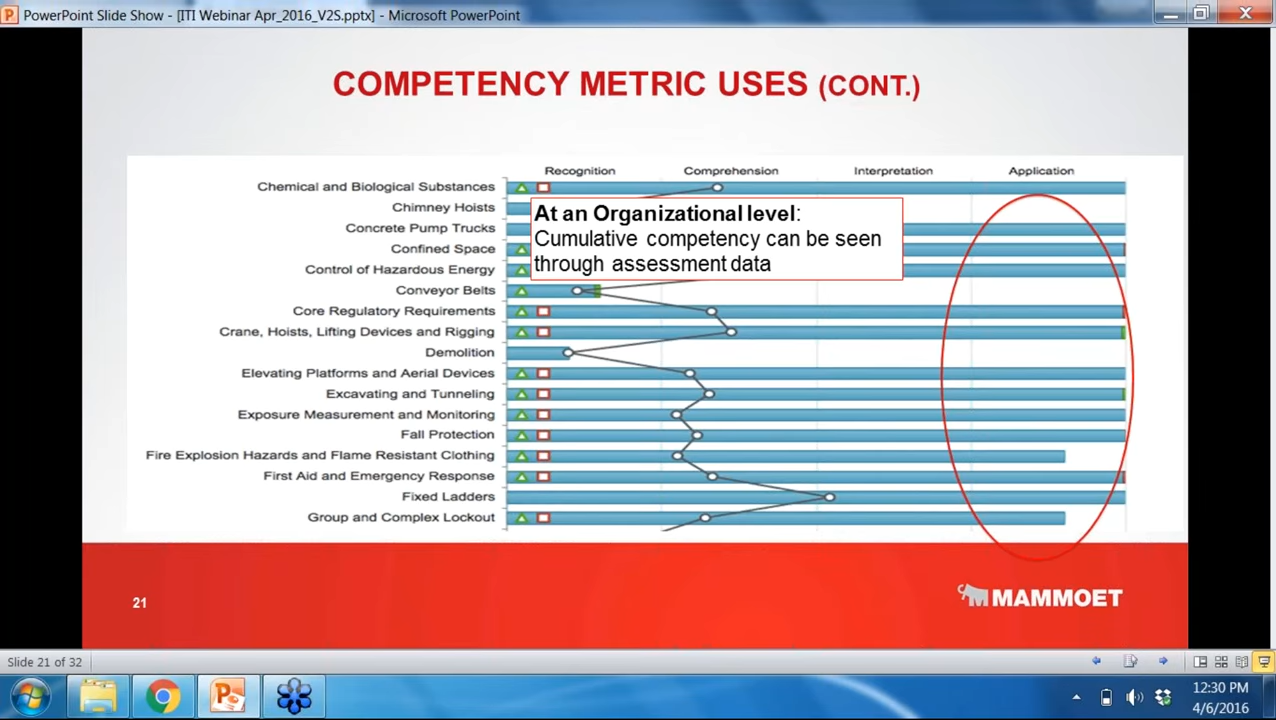 PowerPoint Slide Show - [ITI Webinar Apr_2016_V2S.pptx] - Microsoft PowerPoint
COMPETENCY METRIC USES (CONT.)
Recognition Comprehension Interpretation Application
Chemical and Biological Substances
Chimney Hoists
Concrete Pump Trucks
Confined Space
Control of Hazardous Energy
Conveyor Belts
Core Regulatory Requirements
Crane, Hoists, Lifting Devices and Rigging
Demolition
Elevating Platforms and Aerial Devices
Excavating and Tunneling
Exposure Measurement and Monitoring
Fall Protection
Fire Explosion Hazards and Flame Resistant Clothing
First Aid and Emergency Response
Fixed Ladders
Group and Complex Lockout
At an Organizational level:
Cumulative competency can be seen
through assessment data
21
MAMMOET
Slide 21 of 32
12:30 PM
4/6/2016